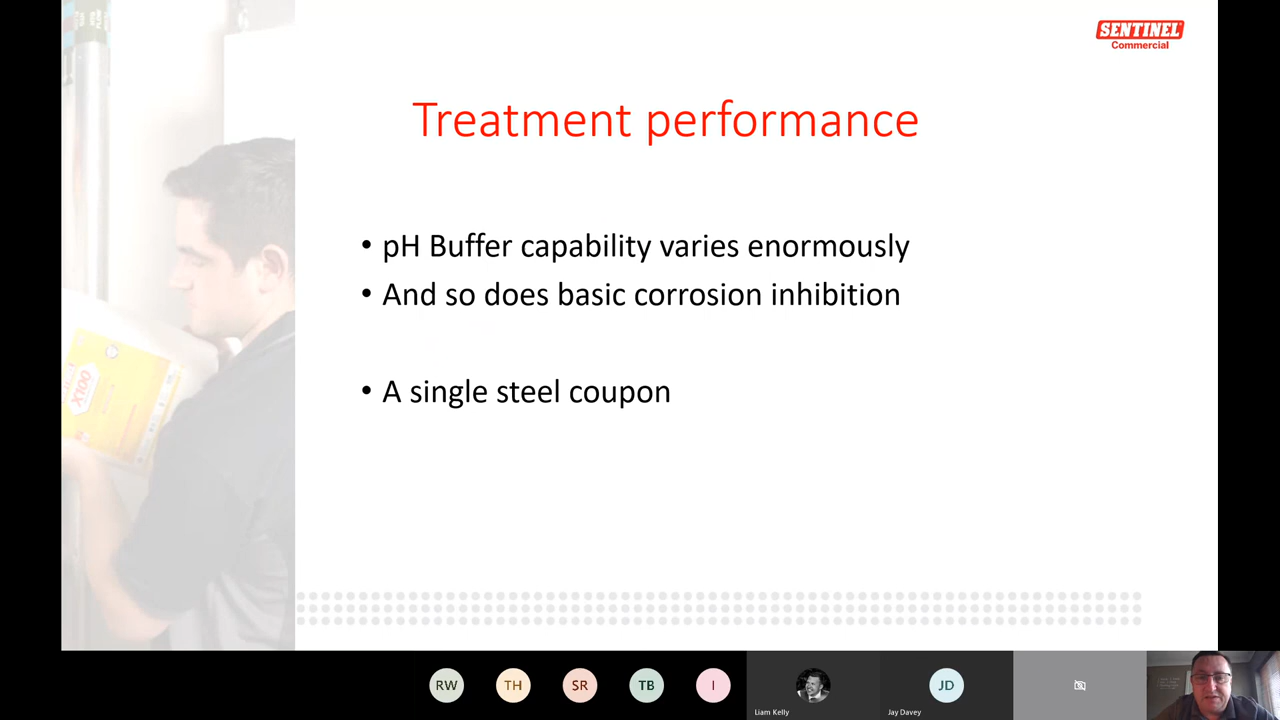 SENTINEL
Commercial
Treatment performance
• pH Buffer capability varies enormously
• And so does basic corrosion inhibition
• A single steel coupon
X100
RW
TH
SR
TB
I
JD
Liam Kelly
Jay Davey